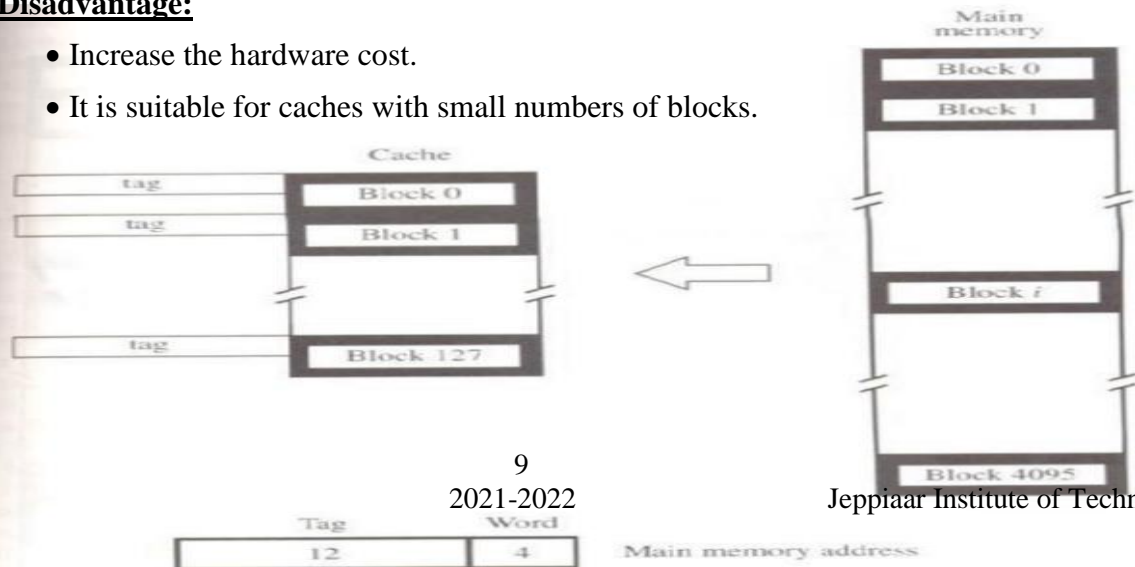 Disadvantage:
• Increase the hardware cost.
• It is suitable for caches with small numbers of blocks.
Main
memory
Block 0
Block 1
Block i
Block 4095
Cache
tag
Block 0
tag
Block 1
tag
Block 127
9
2021-2022
Jeppiaar Institute of
Tag
Word
12
4
Main memory address